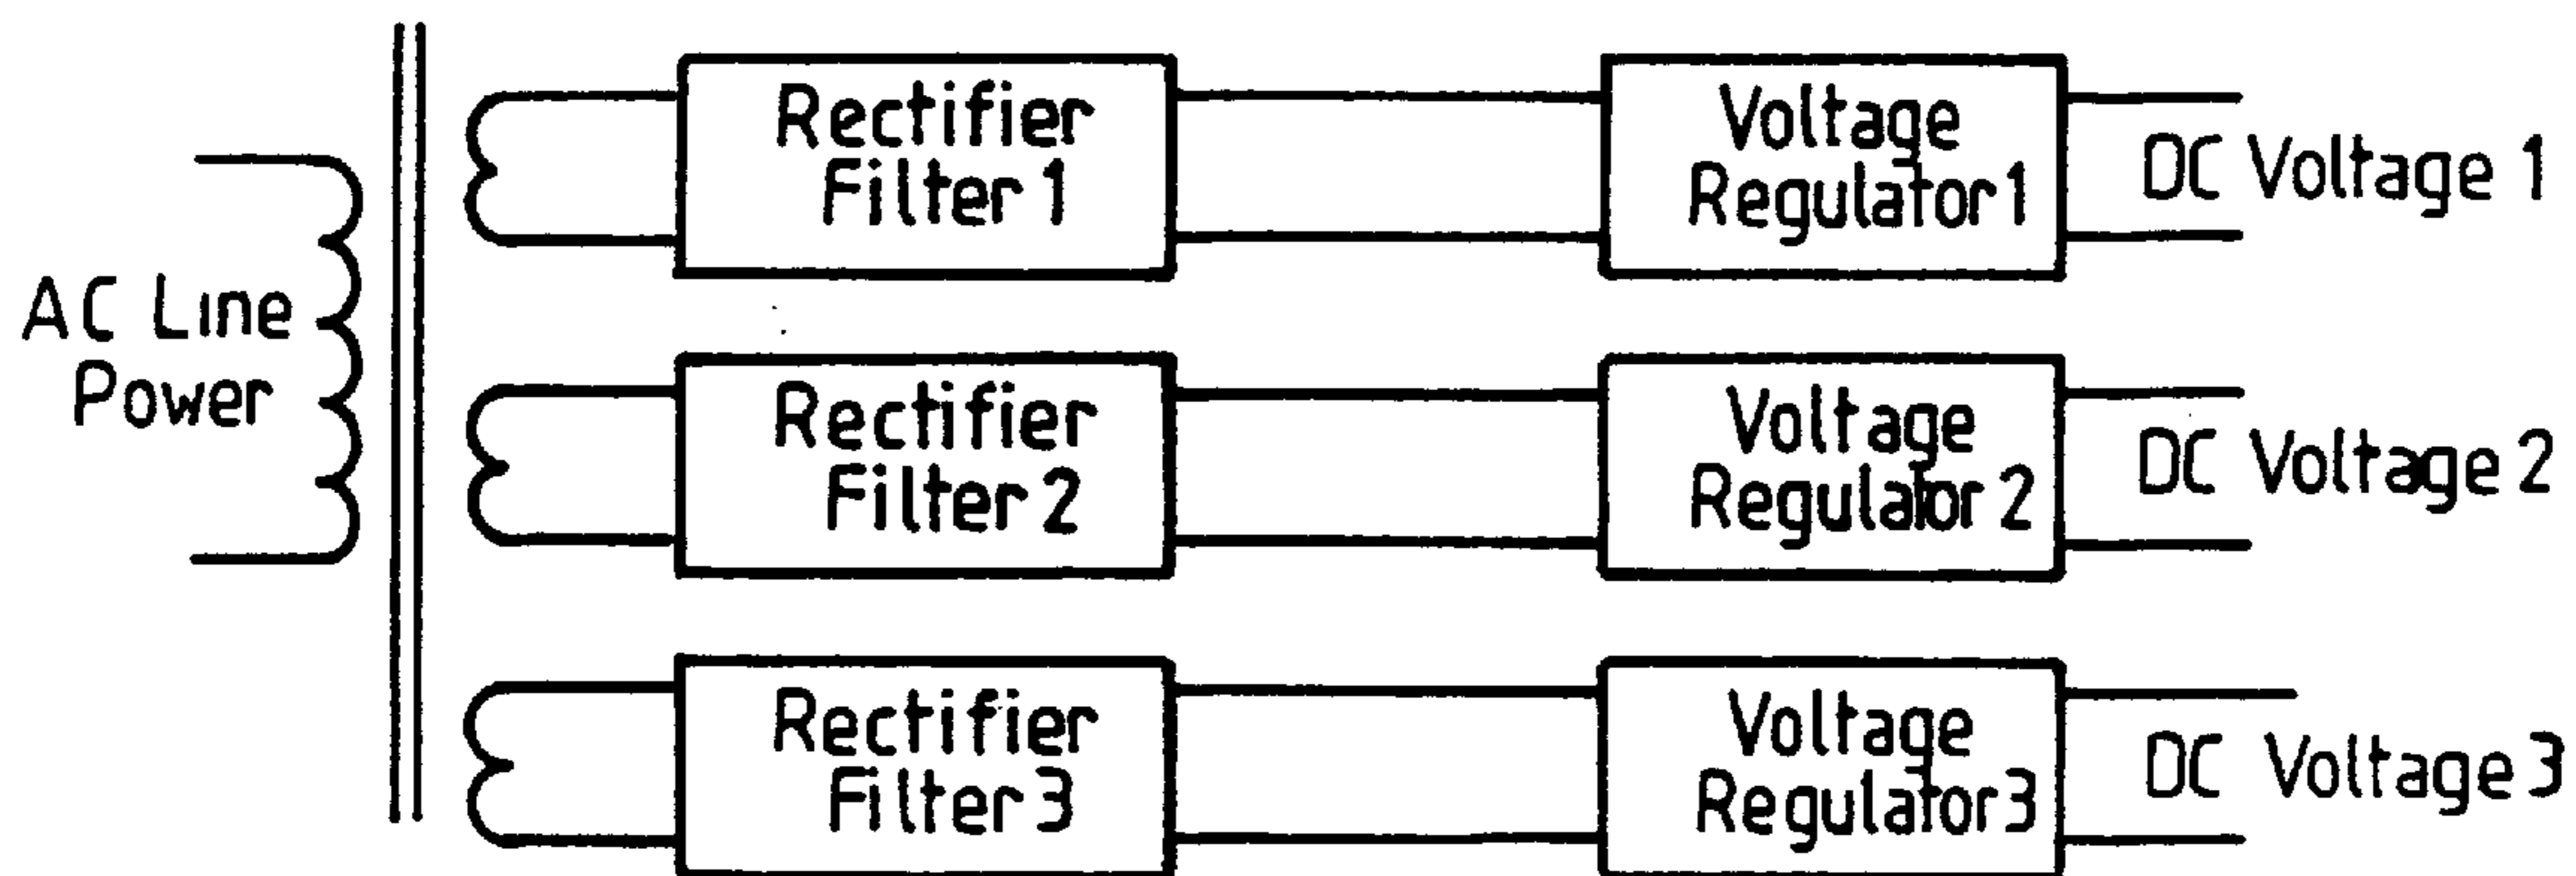 AC Line
Power
Rectifier
Filter 1
Voltage
Regulator 1
DC Voltage 1
Rectifier
Filter 2
Voltage
Regulator 2
DC Voltage 2
Rectifier
Filter 3
Voltage
Regulator 3
DC Voltage 3